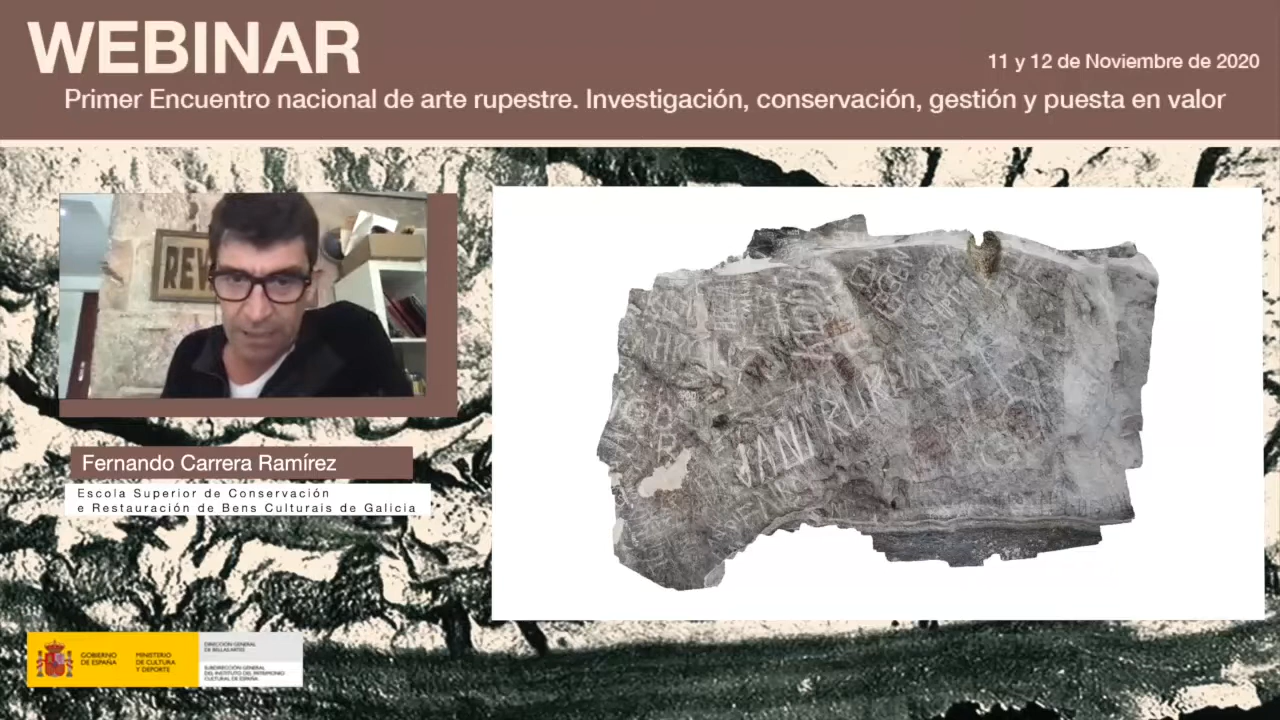 WEBINAR
11 y 12 de Noviembre de 2020
Primer Encuentro nacional de arte rupestre. Investigación, conservación, gestión y puesta en valor
REV
Fernando Carrera Ramírez
Escola Superior de Conservación
e Restauración de Bens Culturais de Galicia
GOBIERNO
DE ESPAÑA
MINISTERIO
DE CULTURA
Y DEPORTE
DIRECCIÓN GENERAL
DE BELLAS ARTES
SUBDIRECCIÓN GENERAL
DEL INSTITUTO DEL PATRIMONIO
CULTURAL DE ESPAÑA